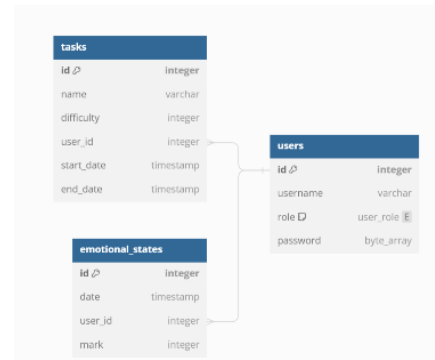 tasks
id integer
name varchar
difficulty integer
user_id integer
start_date timestamp
end_date timestamp
users
id integer
username varchar
role user_role E
password byte_array
emotional_states
id integer
date timestamp
user_id integer
mark integer